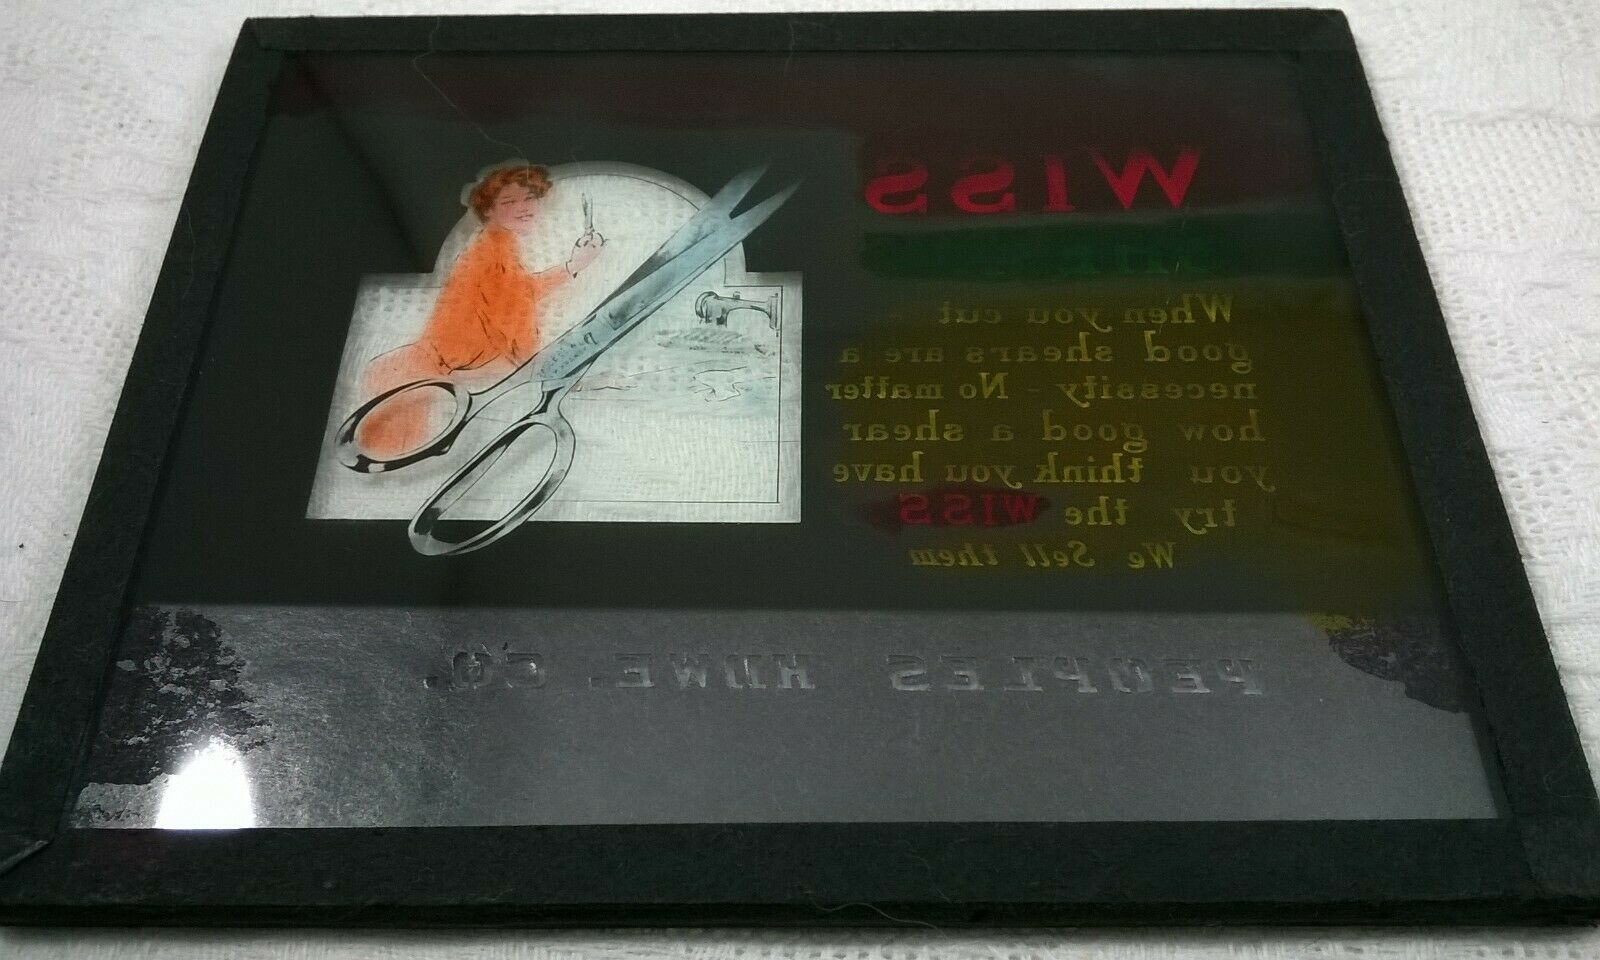 WISS
When you cut
good shears are a
necessity - No matter
how good a shear
you think you have
try the WISS
We Sell them
PEOPLES HDWE. CO.